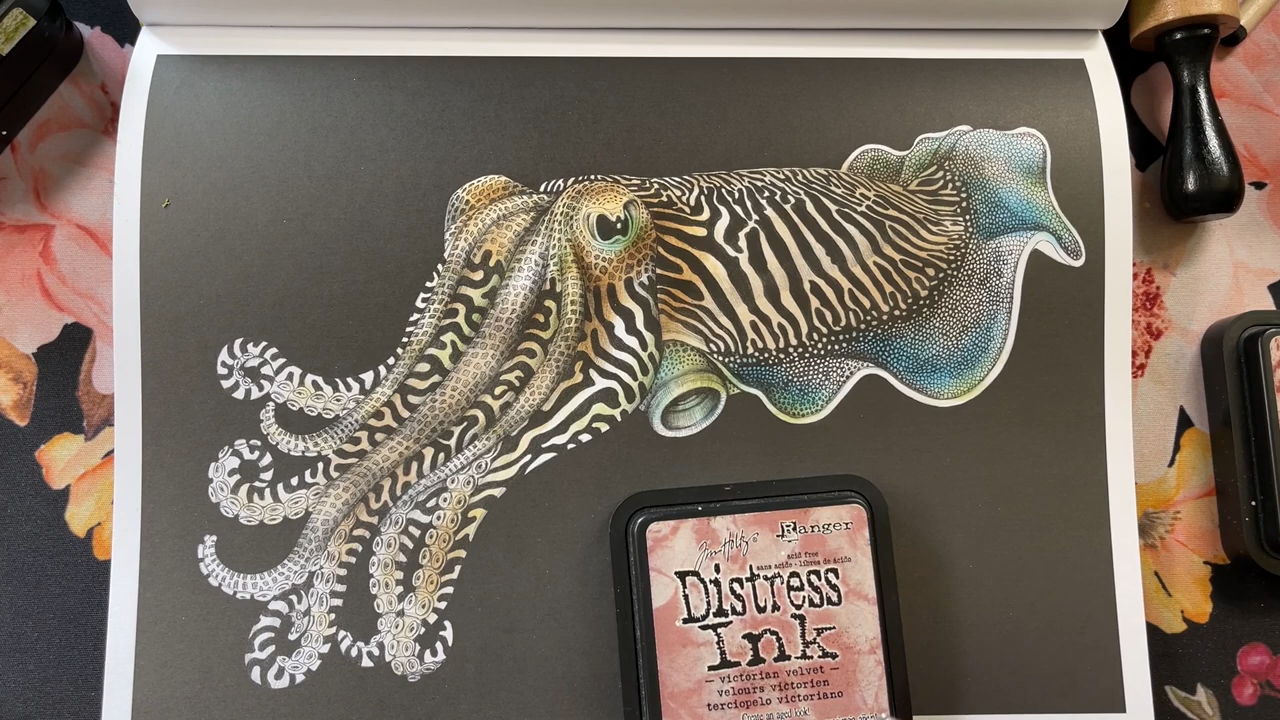 Tim Holtz®
Ranger
acid free
sans acide · libres de ácido
Distress
Ink
— victorian velvet —
velours victorien
terciopelo victoriano
Create an aged look!